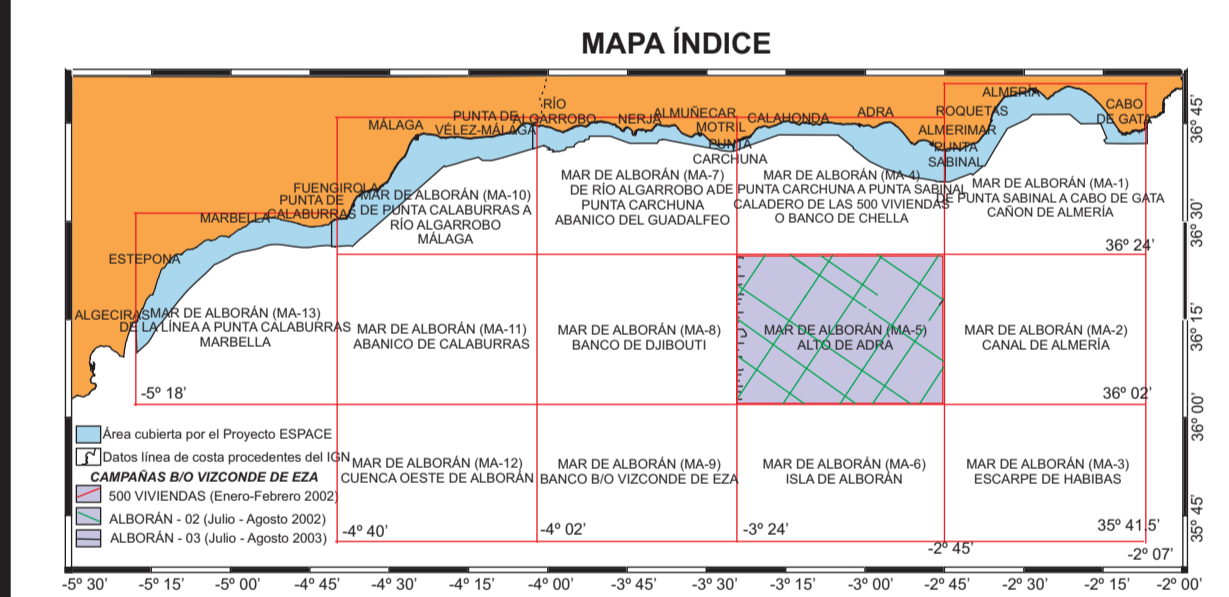 MAPA ÍNDICE
ALMERÍA
CABO
DE GATA
ROQUETAS
ALMERIMAR
PUNTA
SABINAL
ADRA
CALAHONDA
ALMUÑECAR
MOTRIL
PUNTA
CARCHUNA
NERJA
RÍO
ALGARROBO
PUNTA DE
VÉLEZ-MÁLAGA
MÁLAGA
FUENGIROLA
PUNTA DE
CALABURRAS
MARBELLA
ESTEPONA
ALGECIRAS
MAR DE ALBORÁN (MA-10)
DE PUNTA CALABURRAS A
RÍO ALGARROBO
MÁLAGA
MAR DE ALBORÁN (MA-7)
DE RÍO ALGARROBO A
PUNTA CARCHUNA
ABANICO DEL GUADALFEO
MAR DE ALBORÁN (MA-4)
DE PUNTA CARCHUNA A PUNTA SABINAL
CALADERO DE LAS 500 VIVIENDAS
O BANCO DE CHELLA
MAR DE ALBORÁN (MA-1)
DE PUNTA SABINAL A CABO DE GATA
CAÑON DE ALMERÍA
36º 24'
MAR DE ALBORÁN (MA-13)
DE LA LÍNEA A PUNTA CALABURRAS
MARBELLA
MAR DE ALBORÁN (MA-11)
ABANICO DE CALABURRAS
MAR DE ALBORÁN (MA-8)
BANCO DE DJIBOUTI
MAR DE ALBORÁN (MA-5)
ALTO DE ADRA
MAR DE ALBORÁN (MA-2)
CANAL DE ALMERÍA
-5º 18'
36º 02'
Área cubierta por el Proyecto ESPACE
Datos línea de costa procedentes del IGN
CAMPAÑAS B/O VIZCONDE DE EZA
500 VIVIENDAS (Enero-Febrero 2002)
ALBORÁN - 02 (Julio - Agosto 2002)
ALBORÁN - 03 (Julio - Agosto 2003)
MAR DE ALBORÁN (MA-12)
CUENCA OESTE DE ALBORÁN
MAR DE ALBORÁN (MA-9)
BANCO B/O VIZCONDE DE EZA
MAR DE ALBORÁN (MA-6)
ISLA DE ALBORÁN
MAR DE ALBORÁN (MA-3)
ESCARPE DE HABIBAS
-4º 40'
-4º 02'
-3º 24'
-2º 45'
35º 41.5'
-2º 07'
36º 45'
36º 30'
36º 15'
36º 00'
35º 45'
-5º 30'
-5º 15'
-5º 00'
-4º 45'
-4º 30'
-4º 15'
-4º 00'
-3º 45'
-3º 30'
-3º 15'
-3º 00'
-2º 45'
-2º 30'
-2º 15'
-2º 00'